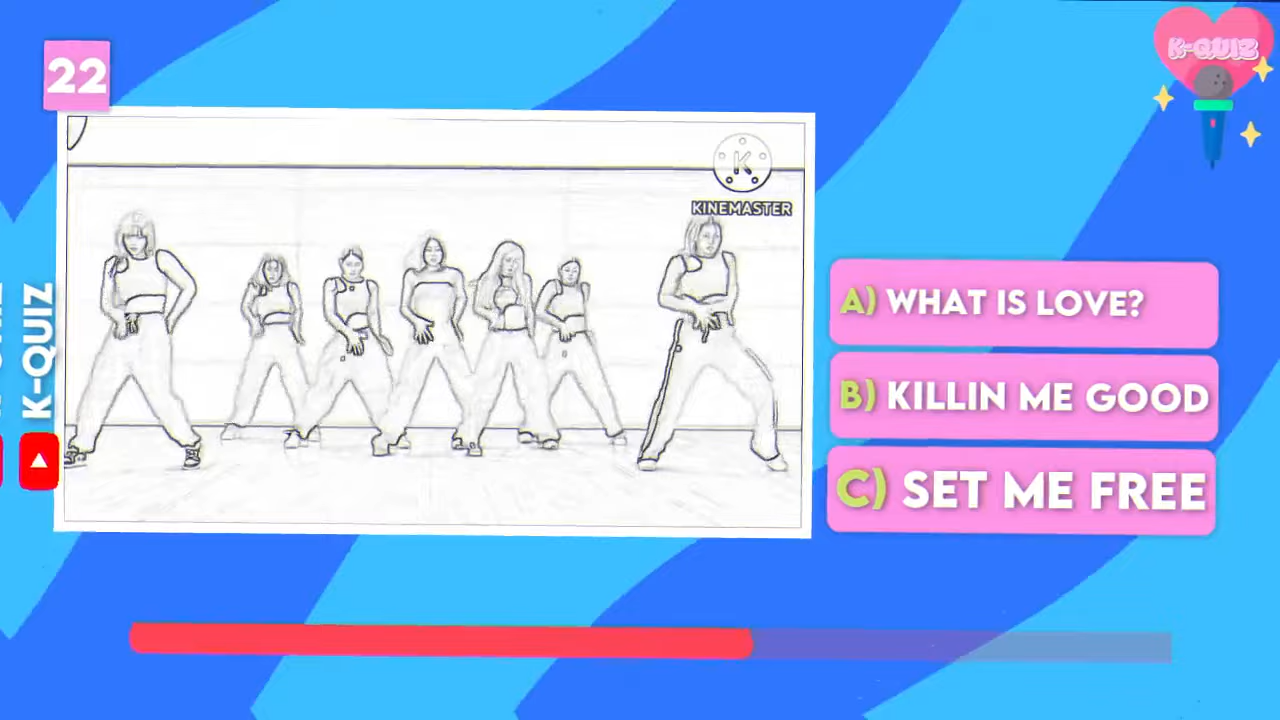 22
K-QUIZ
KINEMASTER
K
A) WHAT IS LOVE?
B) KILLIN ME GOOD
C) SET ME FREE
K-QUIZ